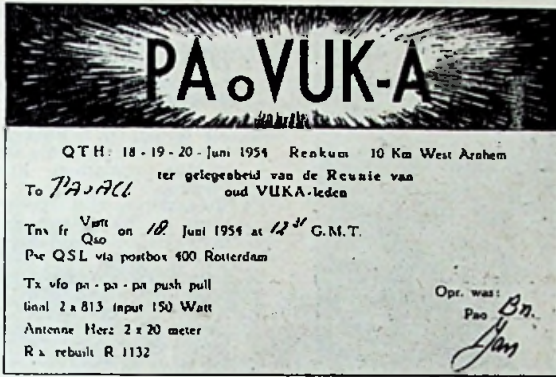 PAoVUK-A
QTH: 18 - 19 - 20 - Juni 1954 Renkum 10 Km West Arnhem
ter gelegenheid van de Reunie van
To PAoALL oud VUKA-leden
Tnx fr Qso on 18 Juni 1954 at 12 31 G.M.T.
Pse QSL via postbox 400 Rotterdam
Tx vfo pa - pa - pa push pull
final 2 x 813 input 150 Watt
Antenne Herz 2 x 20 meter
Rx rebuilt R 1132
Opr. was:
Pao Bn.
Jan